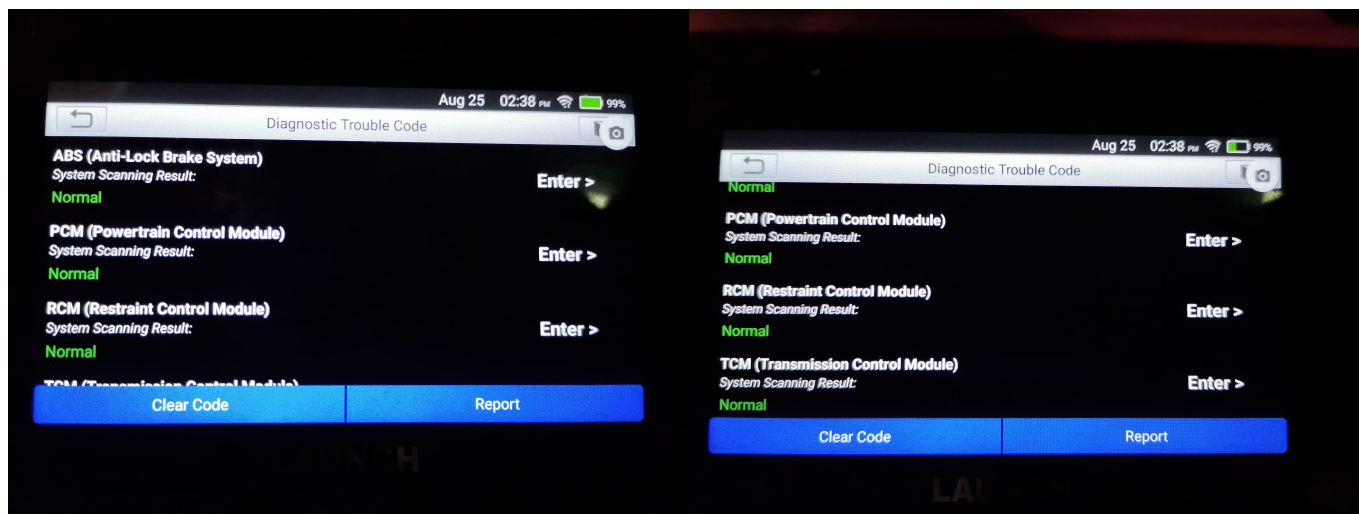 Aug 25 02:38 PM 99%
Diagnostic Trouble Code
ABS (Anti-Lock Brake System)
System Scanning Result:
Enter >
Normal
PCM (Powertrain Control Module)
System Scanning Result:
Enter >
Normal
RCM (Restraint Control Module)
System Scanning Result:
Enter >
Normal
TCM (Transmission Control Module)
Clear Code
Report
Aug 25 02:38 PM 99%
Diagnostic Trouble Code
Normal
PCM (Powertrain Control Module)
System Scanning Result:
Enter >
Normal
RCM (Restraint Control Module)
System Scanning Result:
Enter >
Normal
TCM (Transmission Control Module)
System Scanning Result:
Enter >
Normal
Clear Code
Report